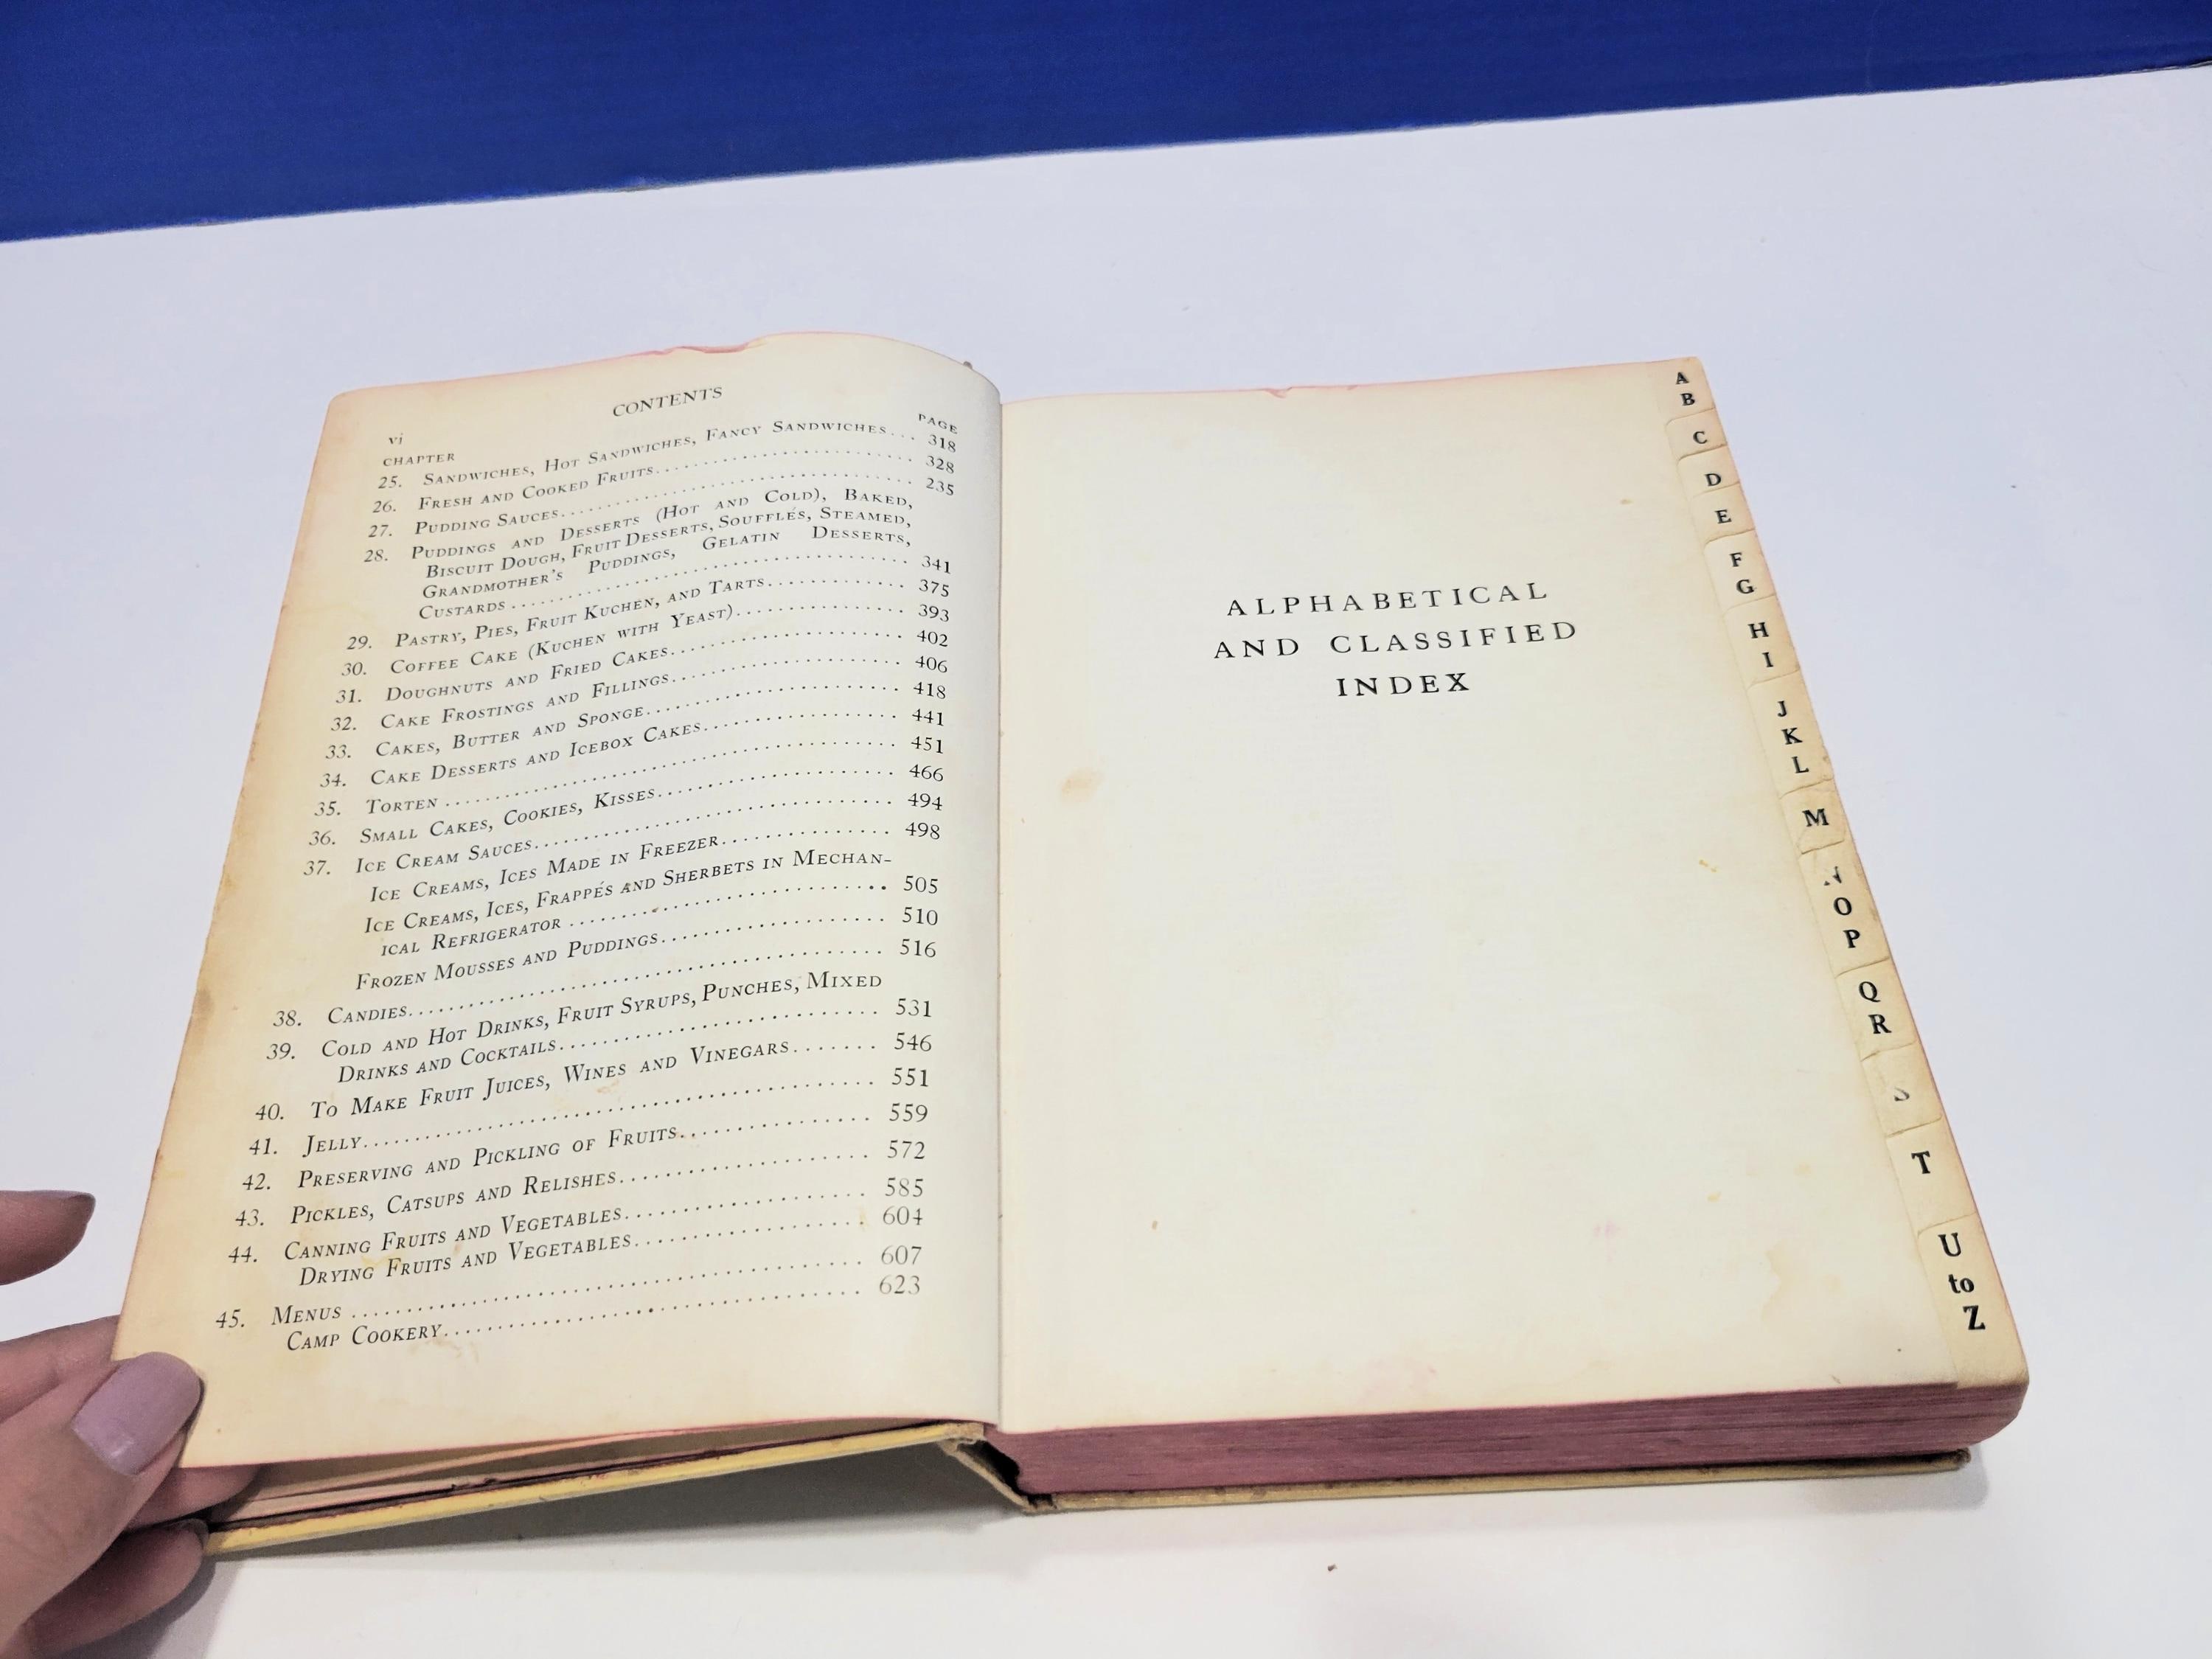 CONTENTS
vi
PAGE
CHAPTER
25. SANDWICHES, HOT SANDWICHES, FANCY SANDWICHES... 318
26. FRESH AND COOKED FRUITS........................ 328
27. PUDDING SAUCES................................ 235
28. PUDDINGS AND DESSERTS (HOT AND COLD), BAKED,
BISCUIT DOUGH, FRUIT DESSERTS, SOUFFLÉS, STEAMED,
GRANDMOTHER'S PUDDINGS, GELATIN DESSERTS,
CUSTARDS ..................................... 341
29. PASTRY, PIES, FRUIT KUCHEN, AND TARTS............. 375
30. COFFEE CAKE (KUCHEN WITH YEAST)................ 393
31. DOUGHNUTS AND FRIED CAKES..................... 402
32. CAKE FROSTINGS AND FILLINGS.................... 406
33. CAKES, BUTTER AND SPONGE...................... 418
34. CAKE DESSERTS AND ICEBOX CAKES................. 441
35. TORTEN ....................................... 451
36. SMALL CAKES, COOKIES, KISSES.................... 466
37. ICE CREAM SAUCES.............................. 494
ICE CREAMS, ICES MADE IN FREEZER.............. 498
ICE CREAMS, ICES, FRAPPÉS AND SHERBETS IN MECHAN-
ICAL REFRIGERATOR ........................... 505
FROZEN MOUSSES AND PUDDINGS................... 510
38. CANDIES....................................... 516
39. COLD AND HOT DRINKS, FRUIT SYRUPS, PUNCHES, MIXED
DRINKS AND COCKTAILS.......................... 531
40. TO MAKE FRUIT JUICES, WINES AND VINEGARS....... 546
41. JELLY......................................... 551
42. PRESERVING AND PICKLING OF FRUITS............... 559
43. PICKLES, CATSUPS AND RELISHES................... 572
44. CANNING FRUITS AND VEGETABLES.................. 585
DRYING FRUITS AND VEGETABLES.................. 604
45. MENUS ....................................... 607
CAMP COOKERY................................. 623
ALPHABETICAL
AND CLASSIFIED
INDEX
A
B
C
D
E
F
G
H
I
J
K
L
M
N
O
P
Q
R
S
T
U
to
Z